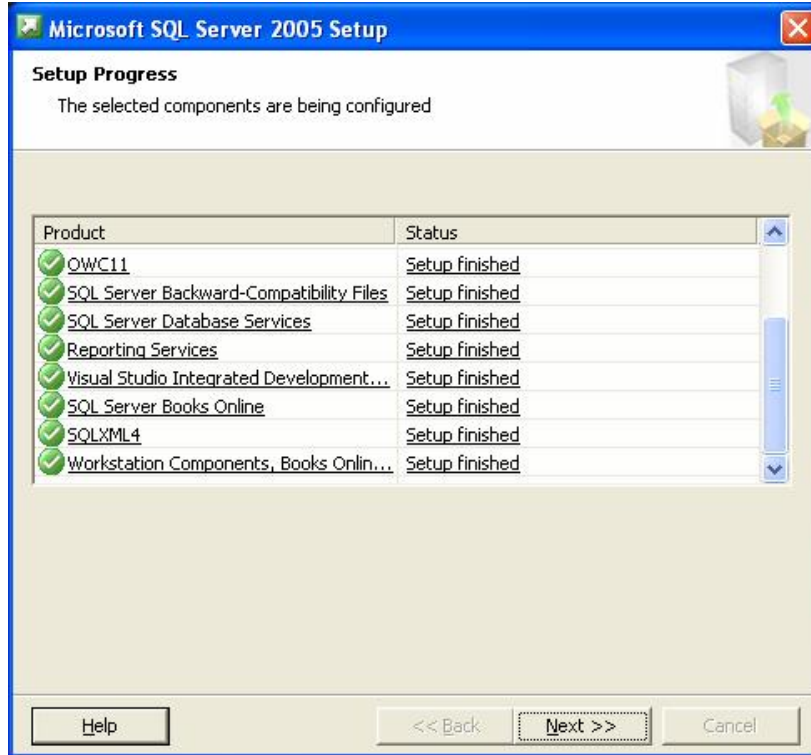 Microsoft SQL Server 2005 Setup
Setup Progress
The selected components are being configured
Product Status
OWC11 Setup finished
SQL Server Backward-Compatibility Files Setup finished
SQL Server Database Services Setup finished
Reporting Services Setup finished
Visual Studio Integrated Development... Setup finished
SQL Server Books Online Setup finished
SQLXML4 Setup finished
Workstation Components, Books Onlin... Setup finished
Help << Back Next >> Cancel